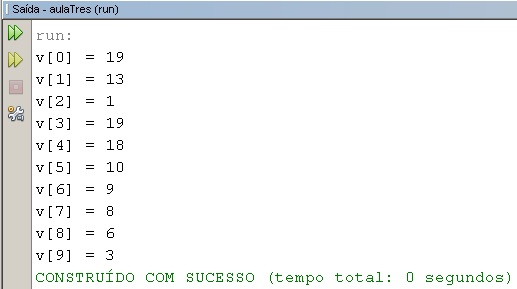 Saída - aulaTres (run)
run:
v[0] = 19
v[1] = 13
v[2] = 1
v[3] = 19
v[4] = 18
v[5] = 10
v[6] = 9
v[7] = 8
v[8] = 6
v[9] = 3
CONSTRUÍDO COM SUCESSO (tempo total: 0 segundos)